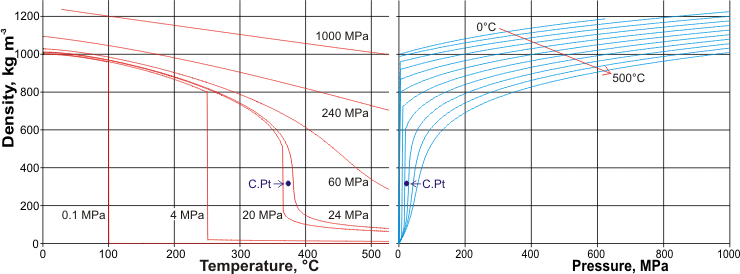 Density, kg m-3
1200
1000
800
600
400
200
0
1000 MPa
240 MPa
60 MPa
C.Pt
0.1 MPa 4 MPa 20 MPa 24 MPa
0 100 200 300 400 500
Temperature, °C
0°C
500°C
C.Pt
0 200 400 600 800 1000
Pressure, MPa